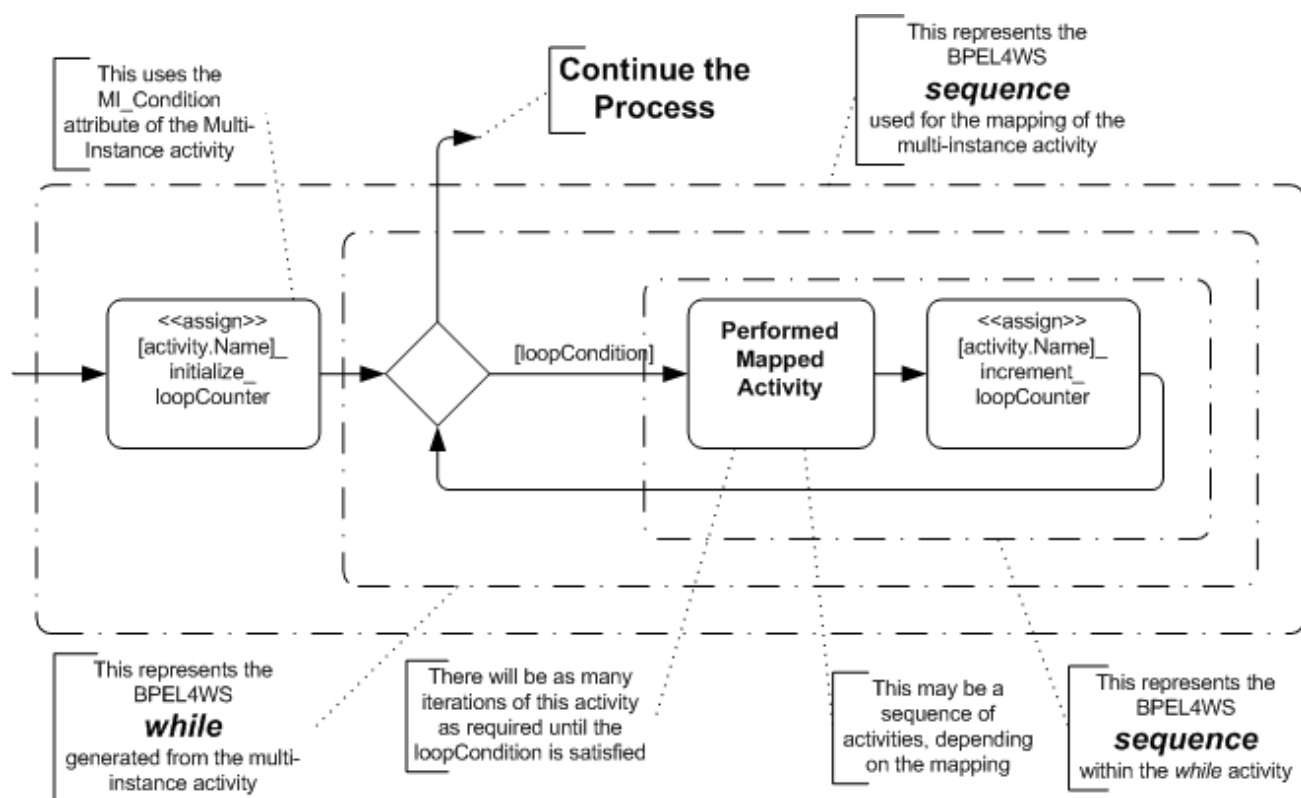 This uses the
MI_Condition
attribute of the Multi-
Instance activity
Continue the
Process
This represents the
BPEL4WS
sequence
used for the mapping of the
multi-instance activity
<<assign>>
[activity.Name]_
initialize_
loopCounter
[loopCondition]
Performed
Mapped
Activity
<<assign>>
[activity.Name]_
increment_
loopCounter
This represents the
BPEL4WS
while
generated from the multi-
instance activity
There will be as many
iterations of this activity
as required until the
loopCondition is satisfied
This may be a
sequence of
activities, depending
on the mapping
This represents the
BPEL4WS
sequence
within the while activity